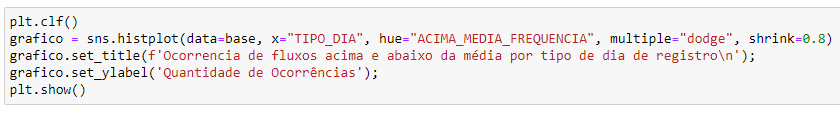 plt.clf()
grafico = sns.histplot(data=base, x="TIPO_DIA", hue="ACIMA_MEDIA_FREQUENCIA", multiple="dodge", shrink=0.8)
grafico.set_title(f'Ocorrencia de fluxos acima e abaixo da média por tipo de dia de registro\n');
grafico.set_ylabel('Quantidade de Ocorrências');
plt.show()